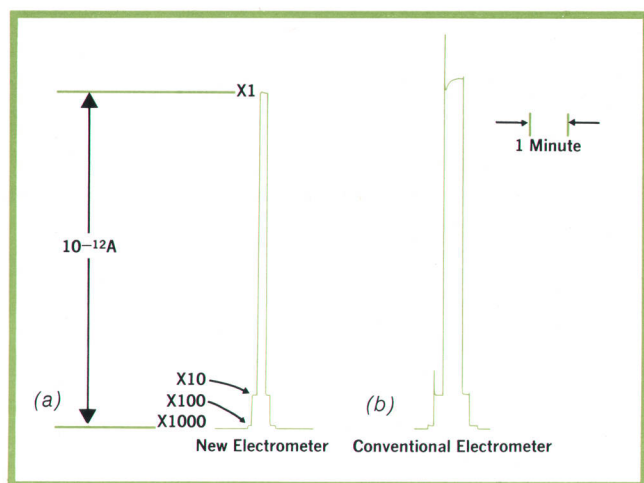 X1
1 Minute
10⁻¹²A
X10
X100
X1000
(a)
(b)
New Electrometer
Conventional Electrometer